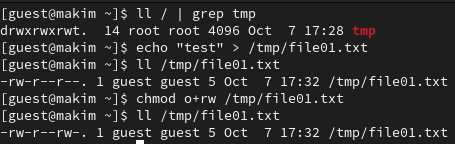 [guest@makim ~]$ ll / | grep tmp
drwxrwxrwt.  14 root root 4096 Oct  7 17:28 tmp
[guest@makim ~]$ echo "test" > /tmp/file01.txt
[guest@makim ~]$ ll /tmp/file01.txt
-rw-r--r--. 1 guest guest 5 Oct  7 17:32 /tmp/file01.txt
[guest@makim ~]$ chmod o+rw /tmp/file01.txt
[guest@makim ~]$ ll /tmp/file01.txt
-rw-r--rw-. 1 guest guest 5 Oct  7 17:32 /tmp/file01.txt